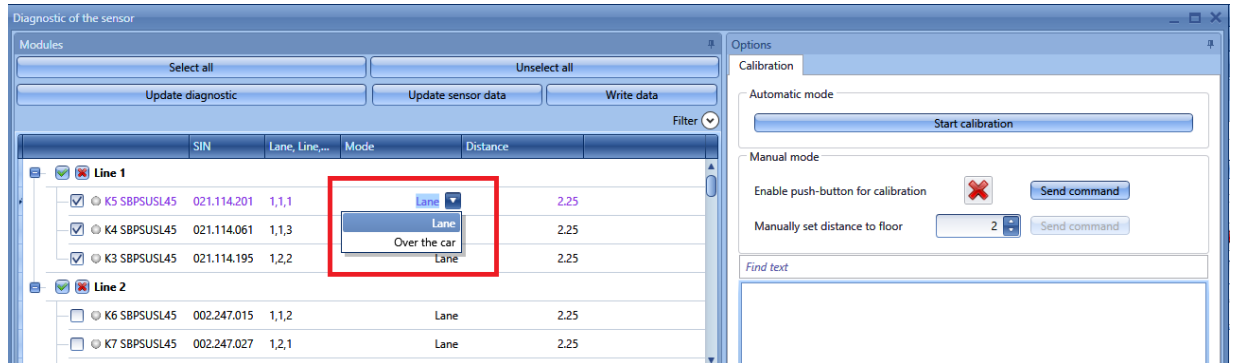 Diagnostic of the sensor
Modules
Select all
Unselect all
Update diagnostic
Update sensor data
Write data
Filter
SIN
Lane, Line,...
Mode
Distance
Line 1
K5 SBPSUSL45 021.114.201 1,1,1 Lane 2.25
Lane
K4 SBPSUSL45 021.114.061 1,1,3 2.25
Over the car
K3 SBPSUSL45 021.114.195 1,2,2 Lane 2.25
Line 2
K6 SBPSUSL45 002.247.015 1,1,2 Lane 2.25
K7 SBPSUSL45 002.247.027 1,2,1 Lane 2.25
Options
Calibration
Automatic mode
Start calibration
Manual mode
Enable push-button for calibration
Send command
Manually set distance to floor 2
Send command
Find text